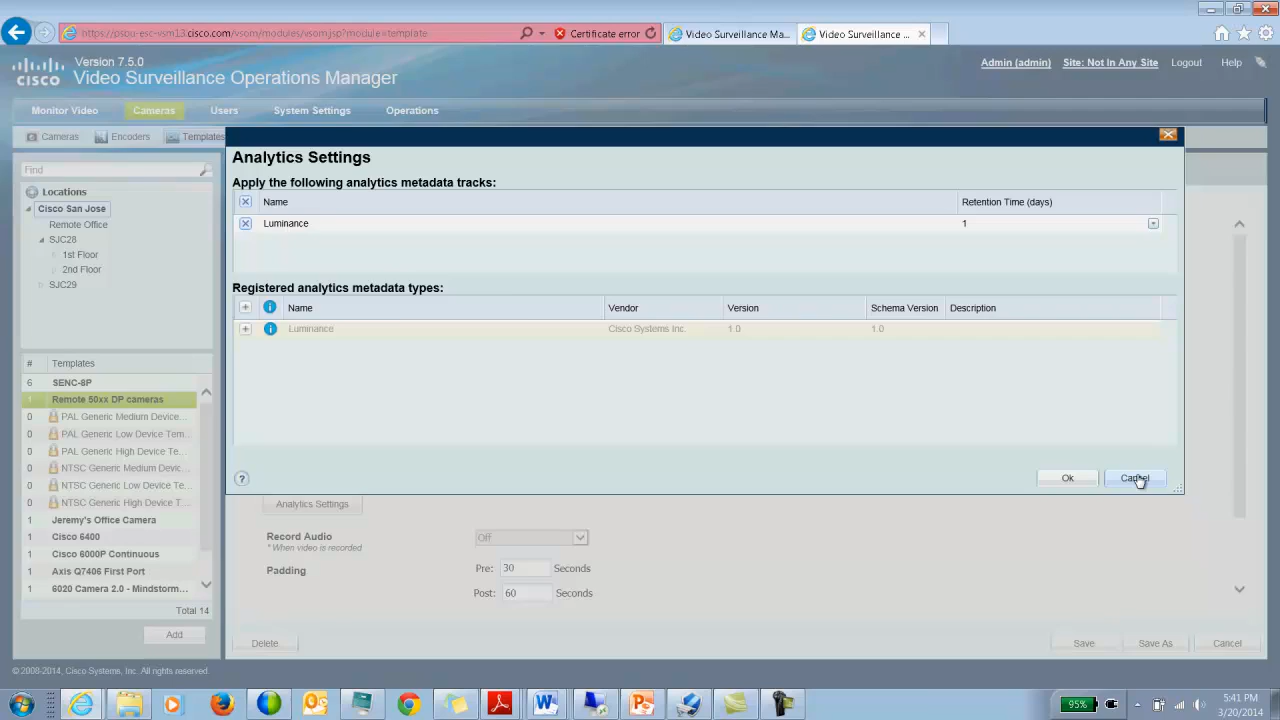 https://psou-esc-vsm13.cisco.com/vsom/modules/vsom.jsp?module=template
Certificate error
Video Surveillance Ma...
Video Surveillance ...
Version 7.5.0
cisco
Video Surveillance Operations Manager
Admin (admin)
Site: Not In Any Site
Logout
Help
Monitor Video
Cameras
Users
System Settings
Operations
Cameras
Encoders
Templates
Find
Locations
Cisco San Jose
Remote Office
SJC28
1st Floor
2nd Floor
SJC29
# Templates
6 SENC-8P
1 Remote 50xx DP cameras
0 PAL Generic Medium Device...
0 PAL Generic Low Device Tem...
0 PAL Generic High Device Te...
0 NTSC Generic Medium Devic...
0 NTSC Generic Low Device Te...
0 NTSC Generic High Device T...
1 Jeremy's Office Camera
1 Cisco 6400
1 Cisco 6000P Continuous
1 Axis Q7406 First Port
1 6020 Camera 2.0 - Mindstorm...
Total 14
Add
Analytics Settings
Apply the following analytics metadata tracks:
Name Retention Time (days)
Luminance 1
Registered analytics metadata types:
Name Vendor Version Schema Version Description
Luminance Cisco Systems Inc. 1.0 1.0
?
Ok
Cancel
Analytics Settings
Record Audio Off
* When video is recorded
Padding Pre: 30 Seconds
Post: 60 Seconds
Delete
Save
Save As
Cancel
© 2006-2014, Cisco Systems, Inc. All rights reserved.
95%
5:41 PM
3/20/2014